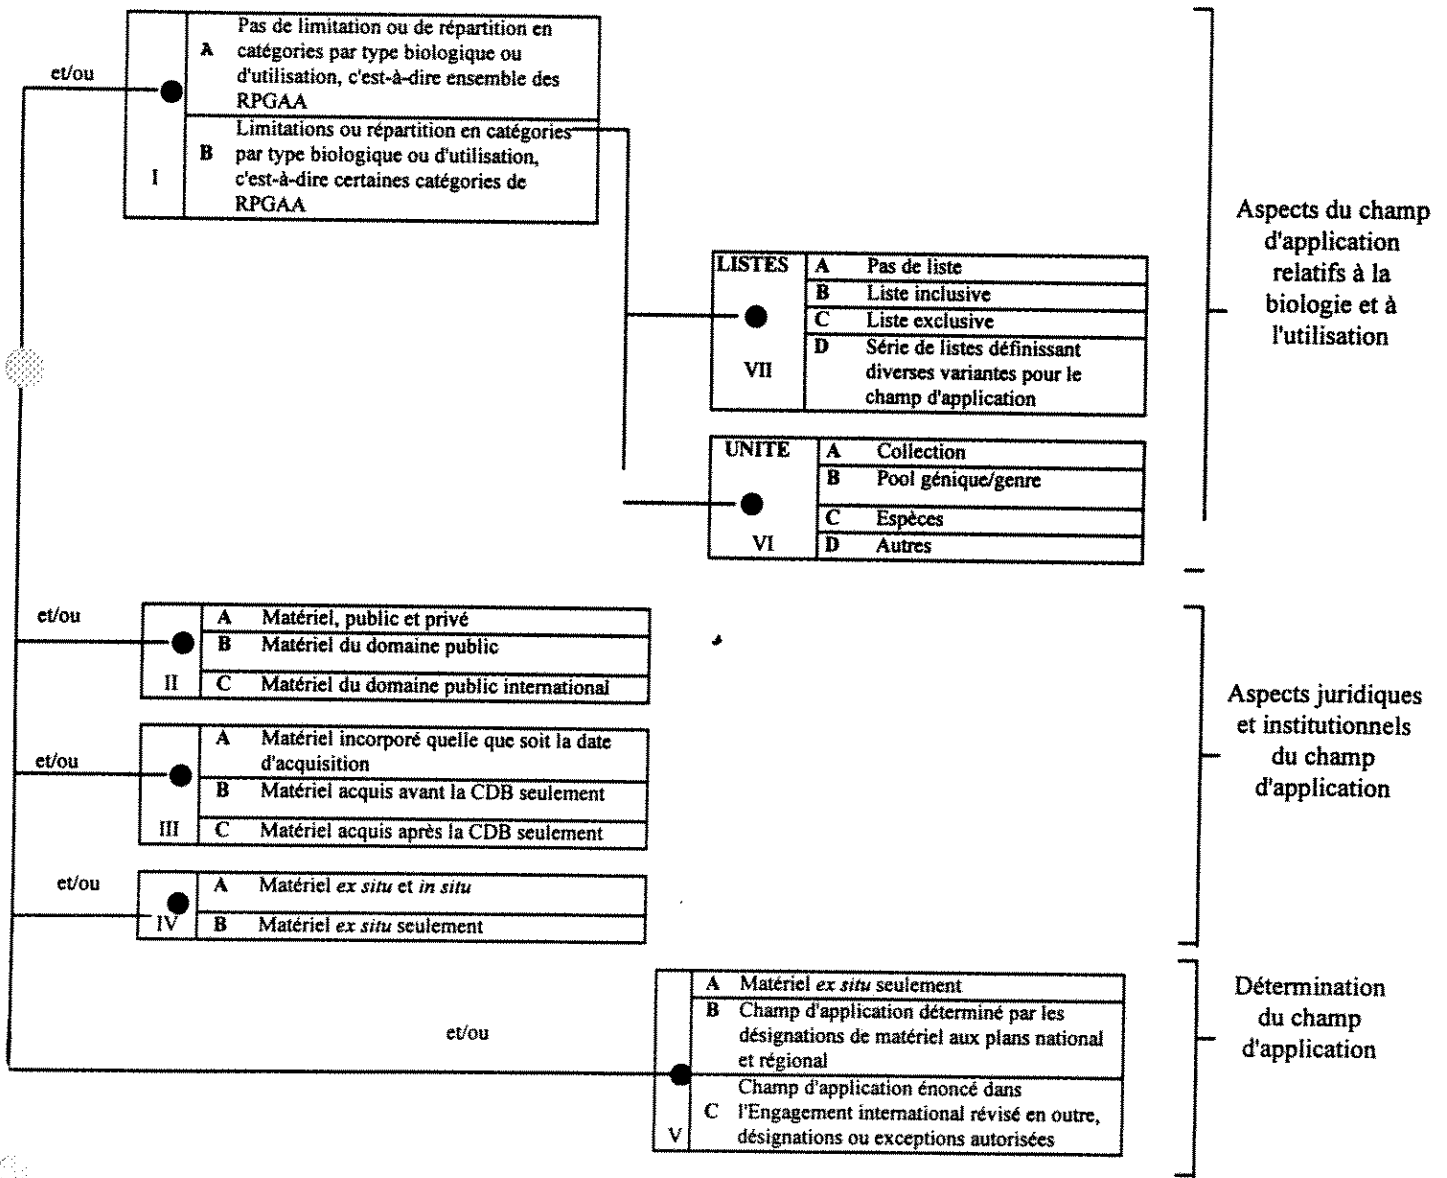 et/ou
A
Pas de limitation ou de répartition en
catégories par type biologique ou
d'utilisation, c'est-à-dire ensemble des
RPGAA
I
B
Limitations ou répartition en catégories
par type biologique ou d'utilisation,
c'est-à-dire certaines catégories de
RPGAA
LISTES
VII
A Pas de liste
B Liste inclusive
C Liste exclusive
D Série de listes définissant
diverses variantes pour le
champ d'application
UNITE
VI
A Collection
B Pool génique/genre
C Espèces
D Autres
Aspects du champ
d'application
relatifs à la
biologie et à
l'utilisation
et/ou
II
A Matériel, public et privé
B Matériel du domaine public
C Matériel du domaine public international
et/ou
III
A Matériel incorporé quelle que soit la date
d'acquisition
B Matériel acquis avant la CDB seulement
C Matériel acquis après la CDB seulement
et/ou
IV
A Matériel ex situ et in situ
B Matériel ex situ seulement
Aspects juridiques
et institutionnels
du champ
d'application
et/ou
V
A Matériel ex situ seulement
B Champ d'application déterminé par les
désignations de matériel aux plans national
et régional
Champ d'application énoncé dans
C l'Engagement international révisé en outre,
désignations ou exceptions autorisées
Détermination
du champ
d'application